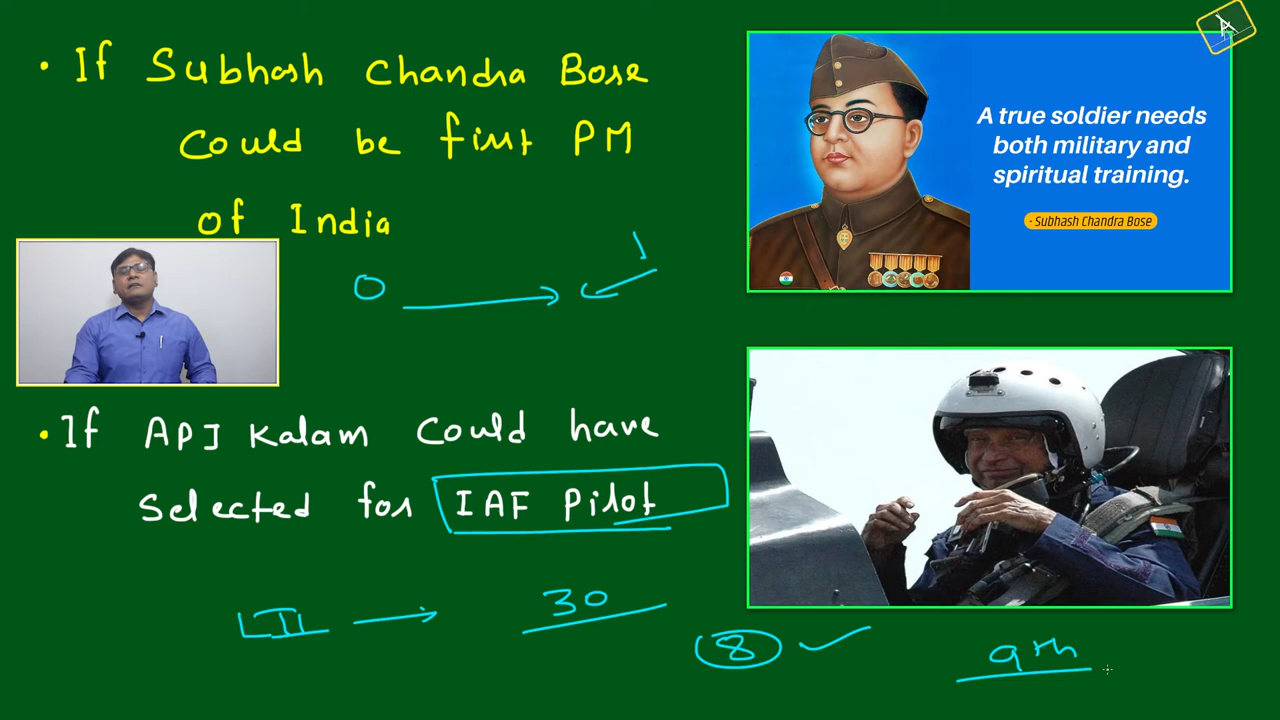 • If Subhash Chandra Bose
could be first PM
of India
0 → 1
A true soldier needs
both military and
spiritual training.
- Subhash Chandra Bose
• If APJ Kalam could have
selected for IAF Pilot
30
8 ✓
9th
A